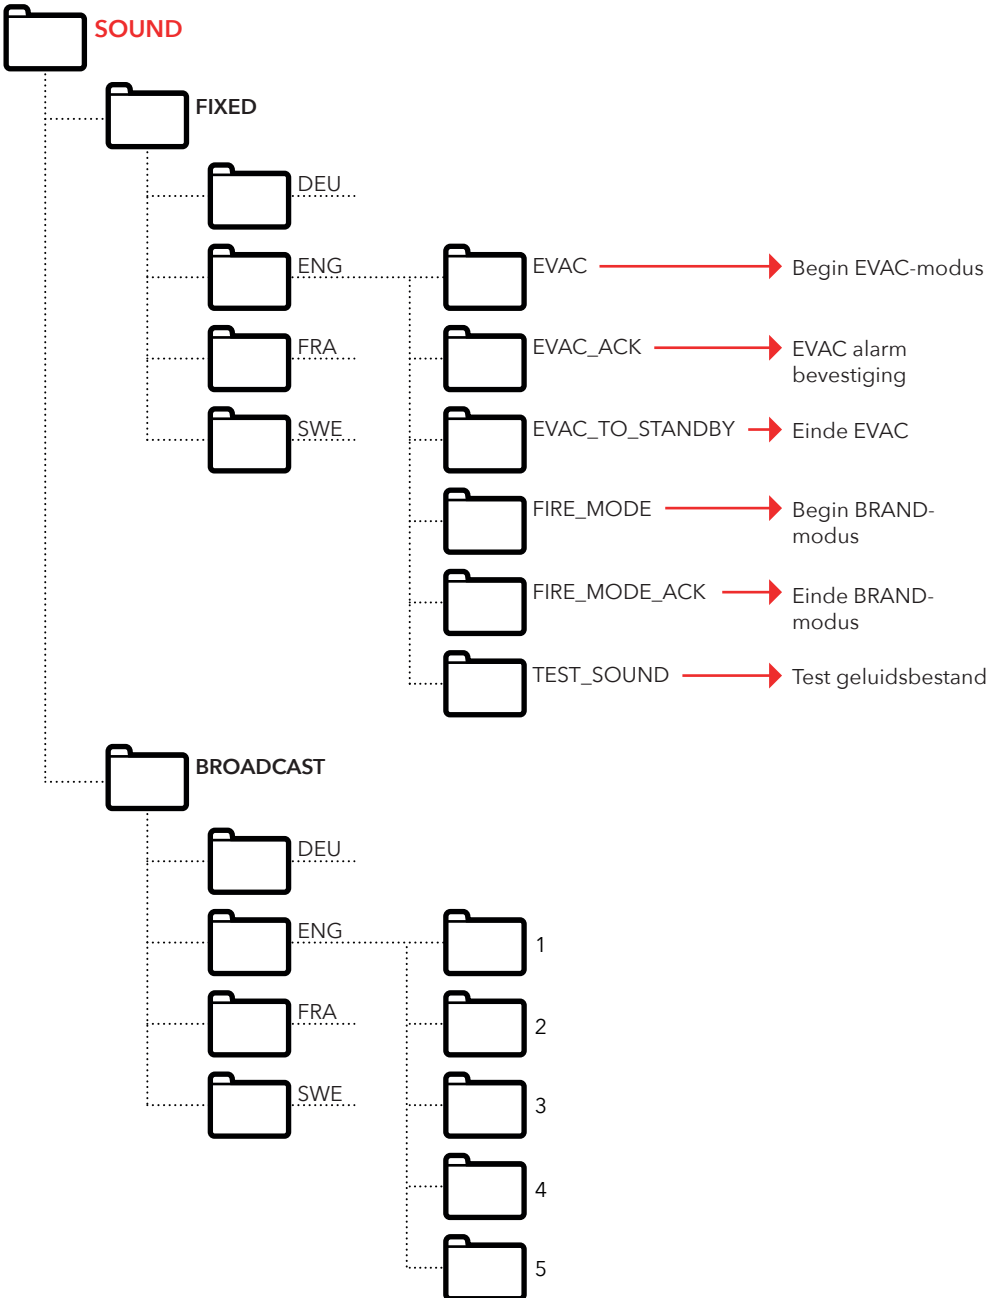 SOUND
FIXED
DEU
ENG
EVAC
Begin EVAC-modus
FRA
EVAC_ACK
EVAC alarm
bevestiging
SWE
EVAC_TO_STANDBY
Einde EVAC
FIRE_MODE
Begin BRAND-
modus
FIRE_MODE_ACK
Einde BRAND-
modus
TEST_SOUND
Test geluidsbestand
BROADCAST
DEU
ENG
1
FRA
2
SWE
3
4
5